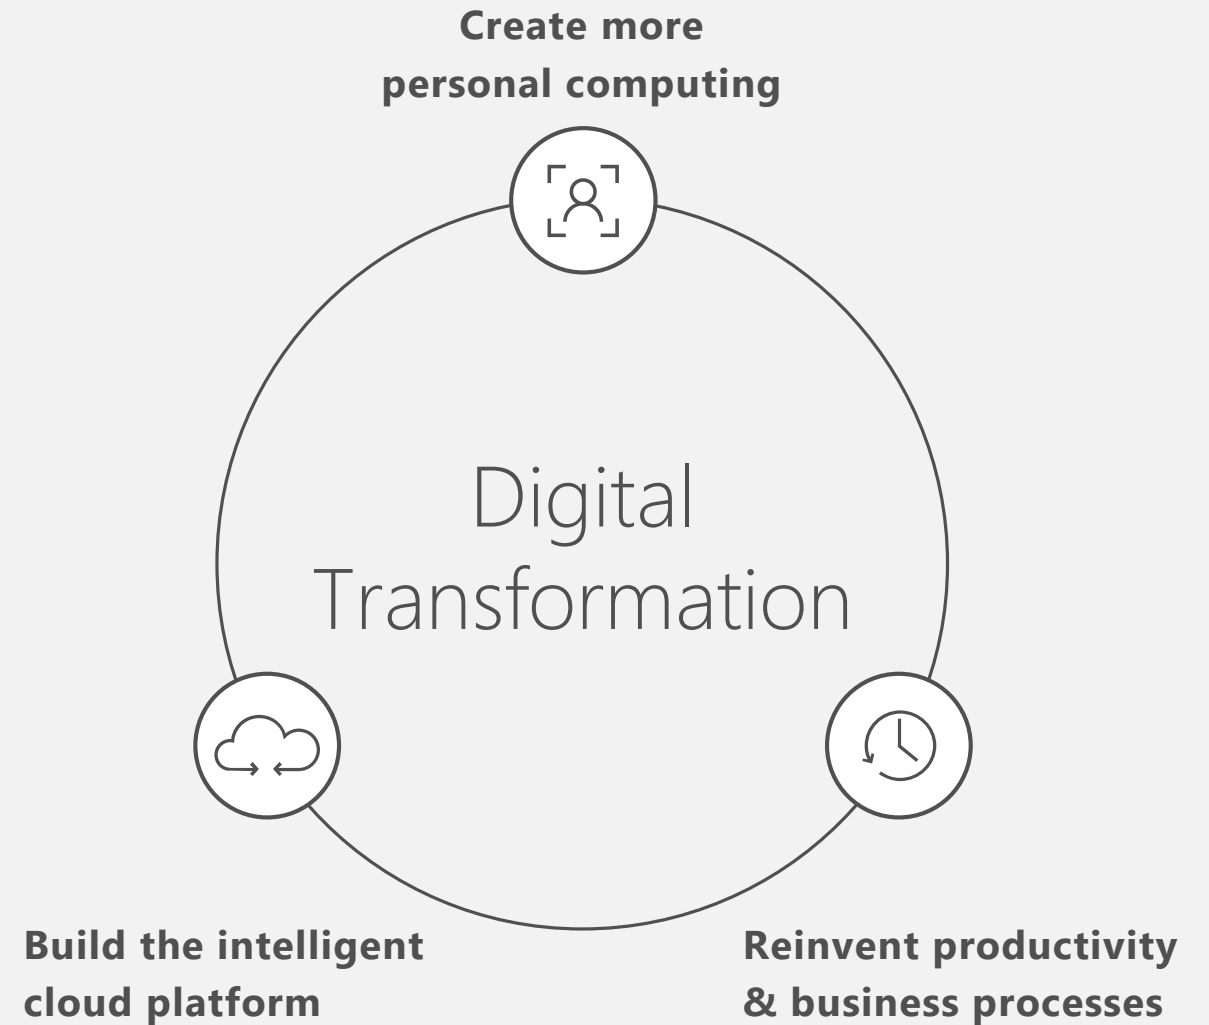 Create more
personal computing
Digital
Transformation
Build the intelligent
cloud platform
Reinvent productivity
& business processes